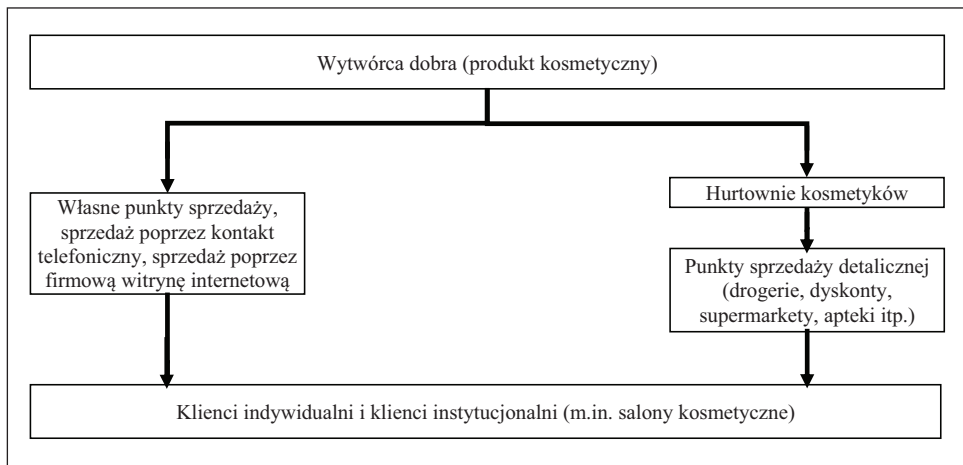 Wytwórca dobra (produkt kosmetyczny)
Własne punkty sprzedaży,
sprzedaż poprzez kontakt
telefoniczny, sprzedaż poprzez
firmową witrynę internetową
Hurtownie kosmetyków
Punkty sprzedaży detalicznej
(drogerie, dyskonty,
supermarkety, apteki itp.)
Klienci indywidualni i klienci instytucjonalni (m.in. salony kosmetyczne)